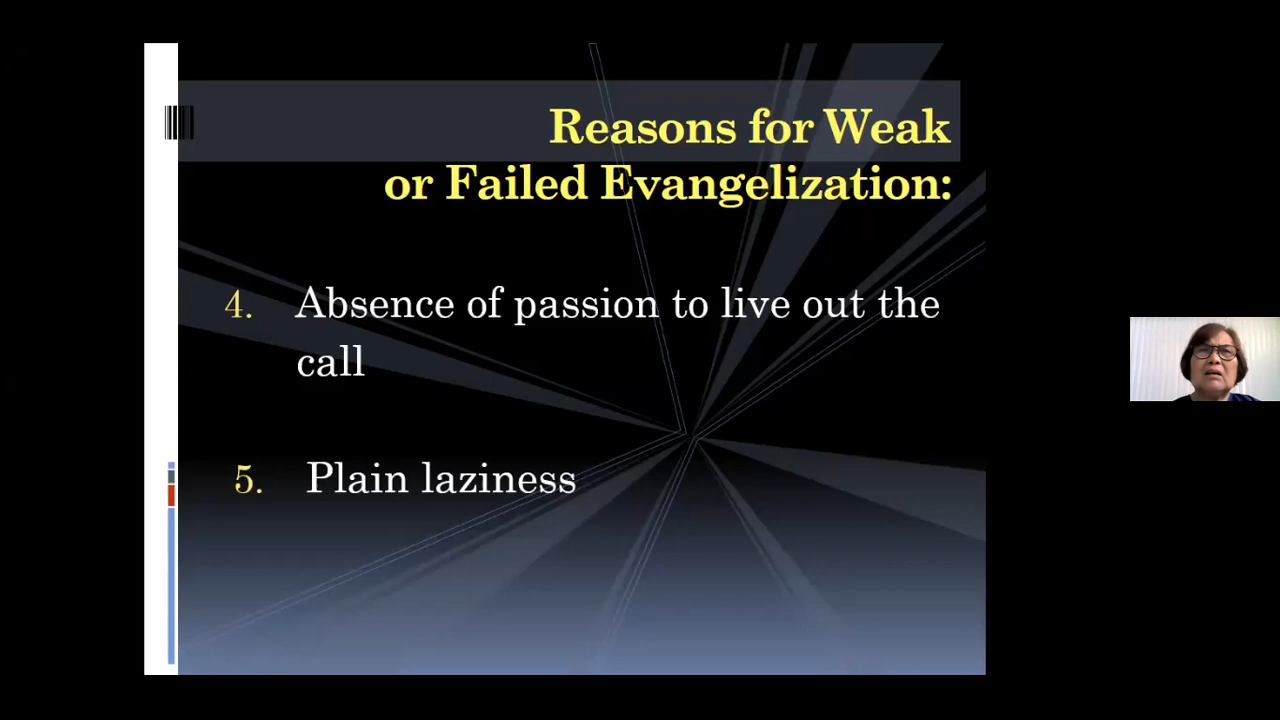 Reasons for Weak
or Failed Evangelization:
4. Absence of passion to live out the
call
5. Plain laziness